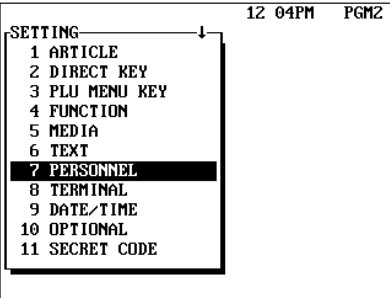 12 04PM PGM2
SETTING
1 ARTICLE
2 DIRECT KEY
3 PLU MENU KEY
4 FUNCTION
5 MEDIA
6 TEXT
7 PERSONNEL
8 TERMINAL
9 DATE/TIME
10 OPTIONAL
11 SECRET CODE